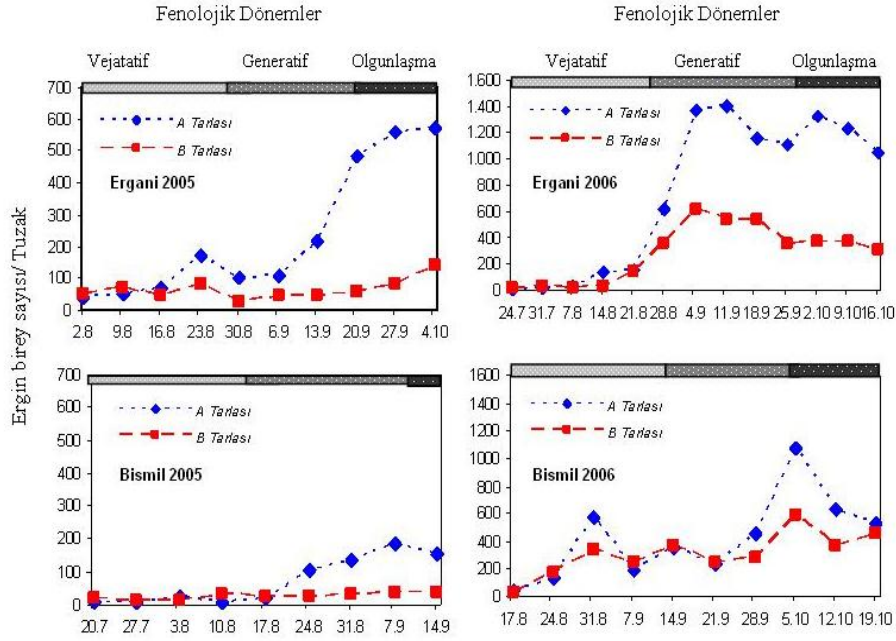 Fenolojik Dönemler
Fenolojik Dönemler
Vejatatif Generatif Olgunlaşma
Vejatatif Generatif Olgunlaşma
Ergin birey sayısı/ Tuzak
700
600
500
400
300
200
100
0
A Tarlası
B Tarlası
Ergani 2005
2.8 9.8 16.8 23.8 30.8 6.9 13.9 20.9 27.9 4.10
1.600
1.400
1.200
1.000
800
600
400
200
0
A Tarlası
B Tarlası
Ergani 2006
24.7 31.7 7.8 14.8 21.8 28.8 4.9 11.9 18.9 25.9 2.10 9.10 16.10
700
600
500
400
300
200
100
0
A Tarlası
B Tarlası
Bismil 2005
20.7 27.7 3.8 10.8 17.8 24.8 31.8 7.9 14.9
1600
1400
1200
1000
800
600
400
200
0
A Tarlası
B Tarlası
Bismil 2006
17.8 24.8 31.8 7.9 14.9 21.9 28.9 5.10 12.10 19.10